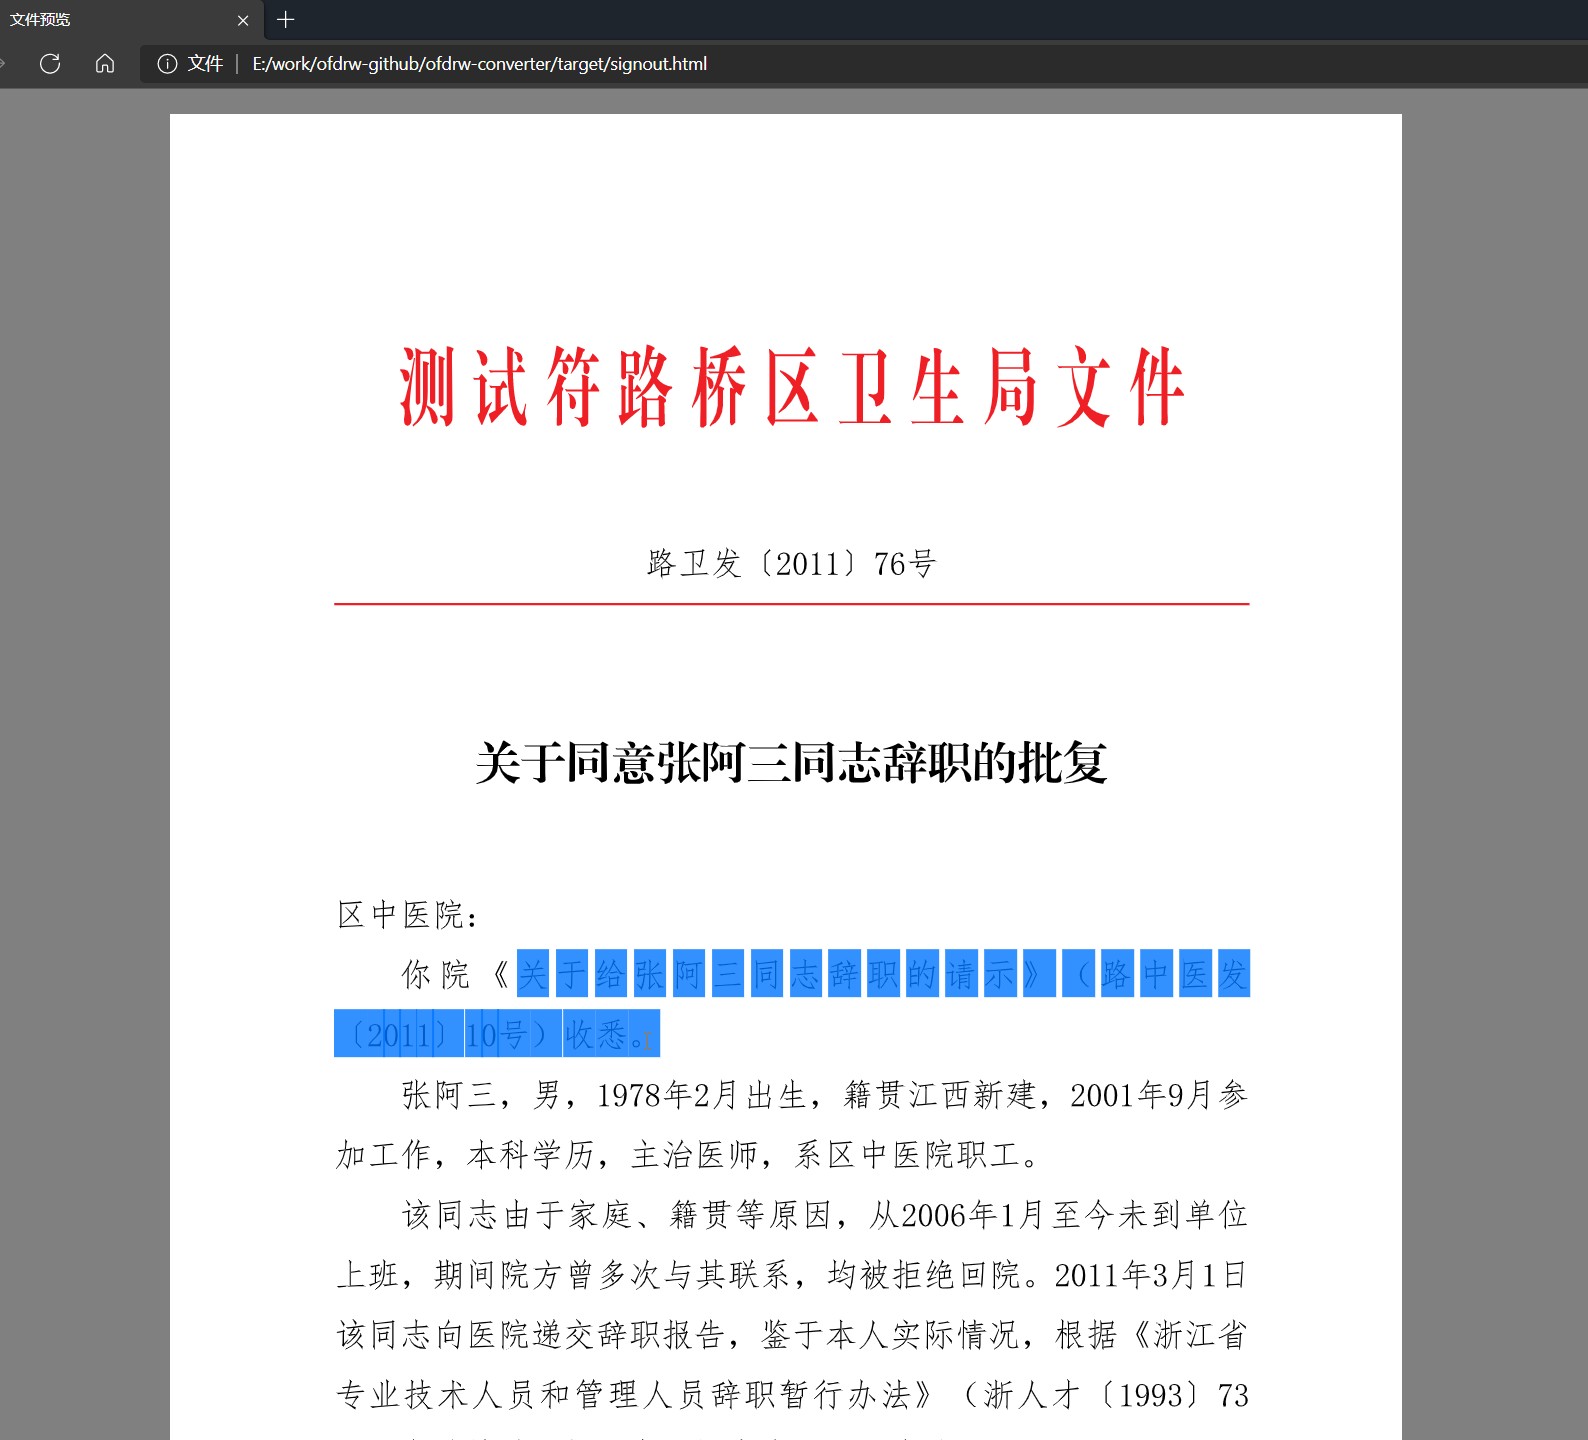 文件预览
文件 | E:/work/ofdrw-github/ofdrw-converter/target/signout.html
测试符路桥区卫生局文件
路卫发〔2011〕76号
关于同意张阿三同志辞职的批复
区中医院：
你院《关于给张阿三同志辞职的请示》（路中医发
〔2011〕10号）收悉。
张阿三，男，1978年2月出生，籍贯江西新建，2001年9月参
加工作，本科学历，主治医师，系区中医院职工。
该同志由于家庭、籍贯等原因，从2006年1月至今未到单位
上班，期间院方曾多次与其联系，均被拒绝回院。2011年3月1日
该同志向医院递交辞职报告，鉴于本人实际情况，根据《浙江省
专业技术人员和管理人员辞职暂行办法》（浙人才〔1993〕73